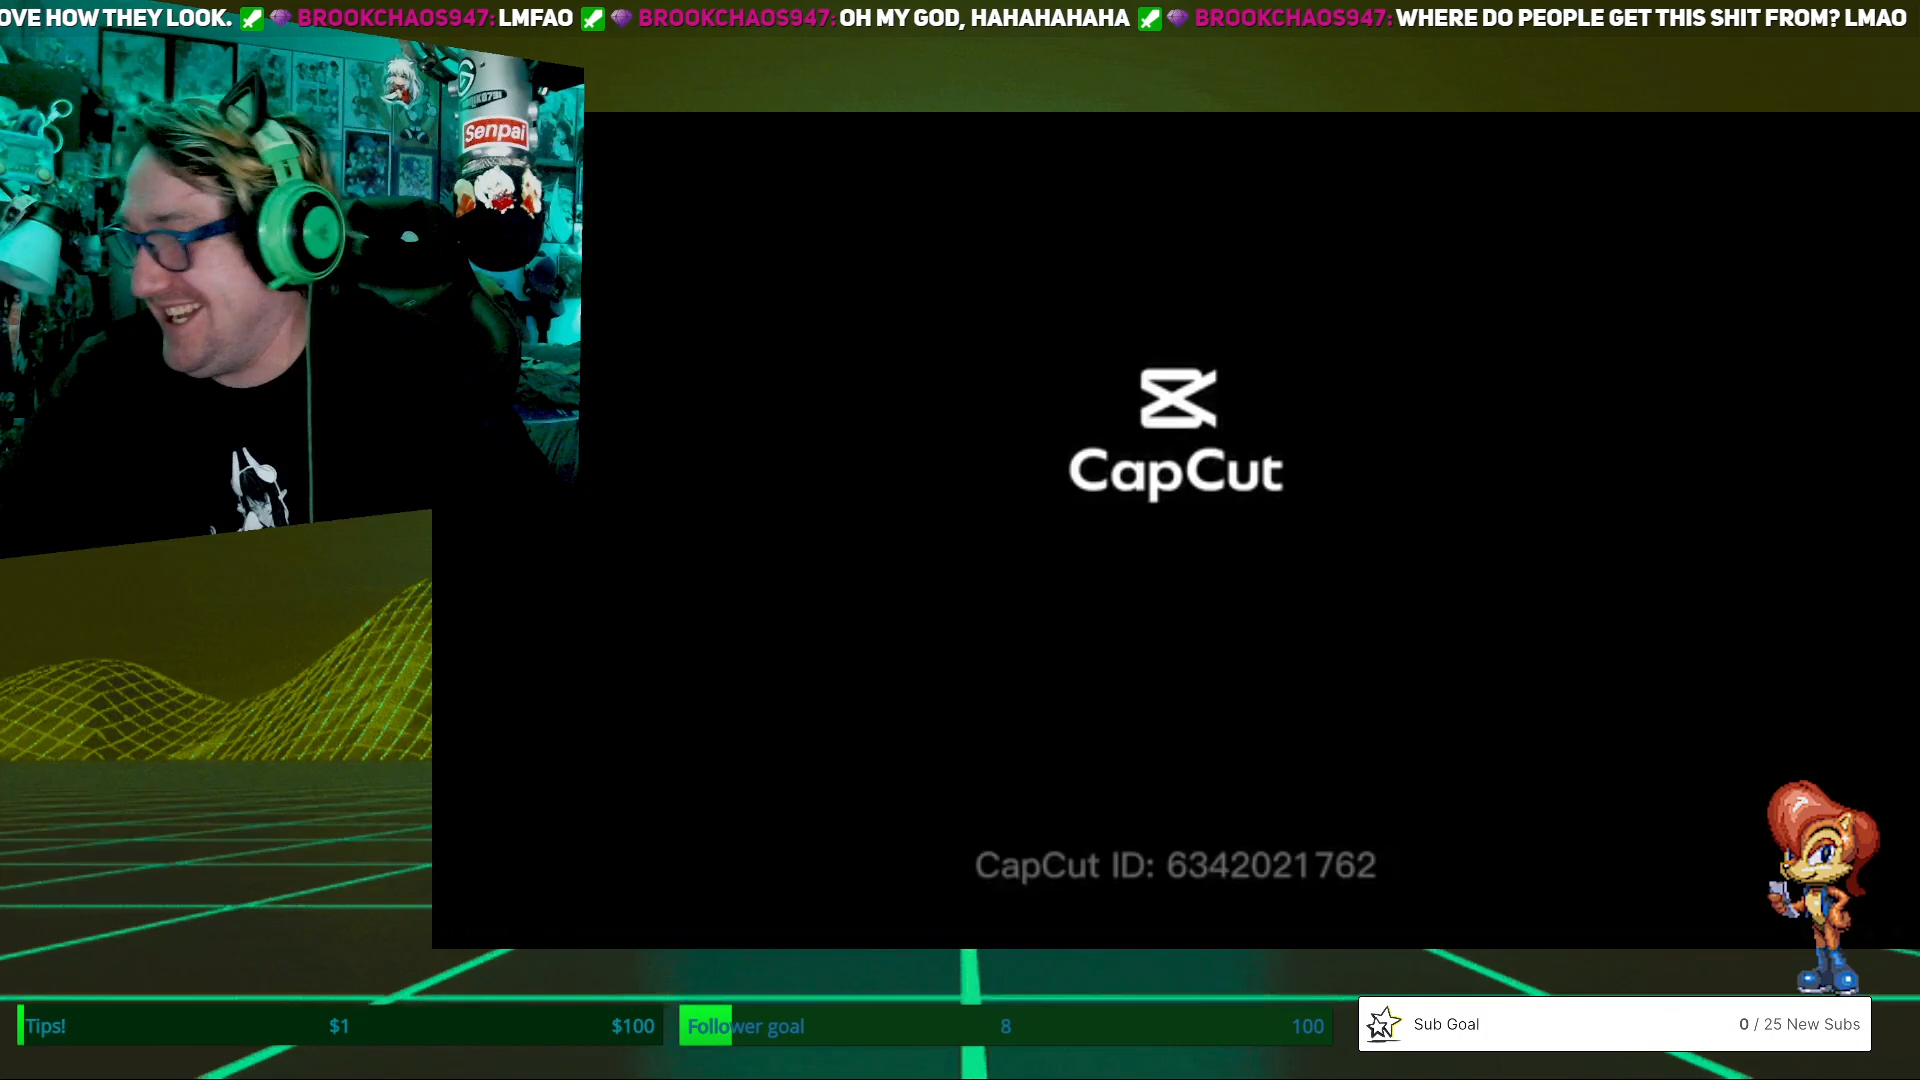 OVE HOW THEY LOOK. BROOKCHAOS947: LMFAO BROOKCHAOS947: OH MY GOD, HAHAHAHAHA BROOKCHAOS947: WHERE DO PEOPLE GET THIS SHIT FROM? LMAO
Senpai
CapCut
CapCut ID: 6342021762
Tips! $1 $100
Follower goal 8 100
Sub Goal 0 / 25 New Subs